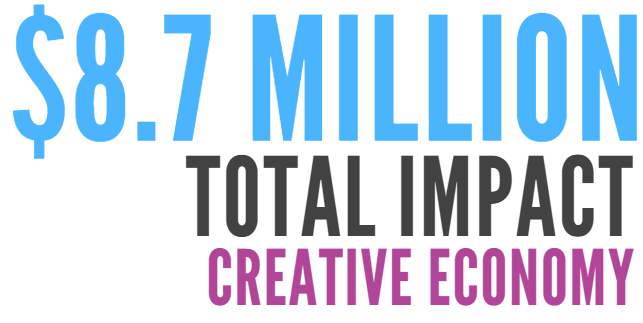 $8.7 MILLION
TOTAL IMPACT
CREATIVE ECONOMY